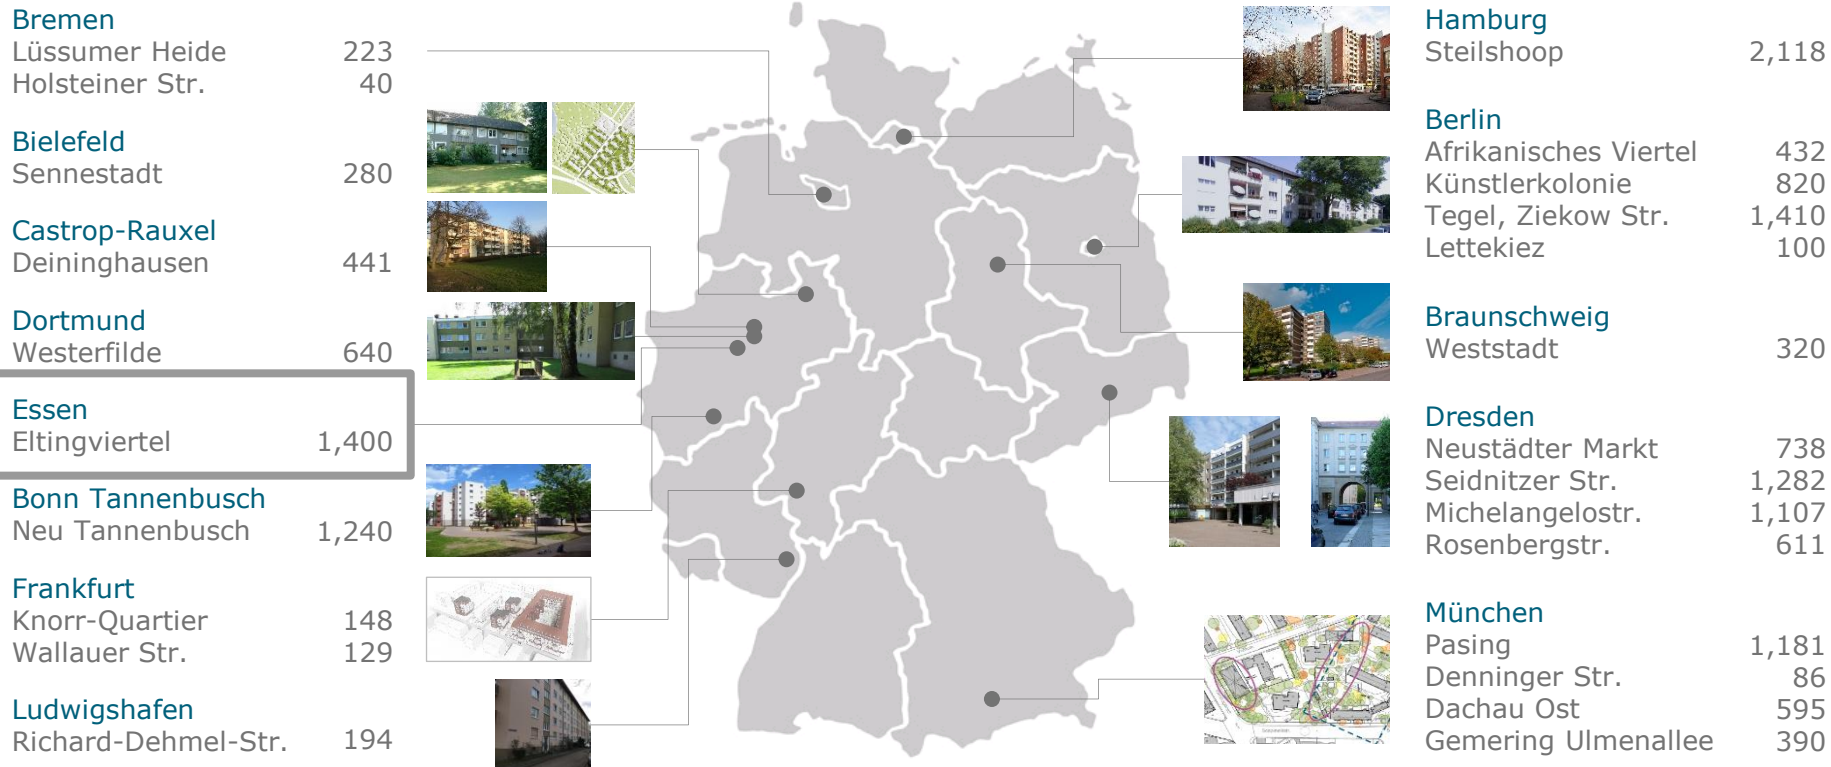 Bremen
Lüssumer Heide 223
Holsteiner Str. 40
Bielefeld
Sennestadt 280
Castrop-Rauxel
Deininghausen 441
Dortmund
Westerfilde 640
Essen
Eltingviertel 1,400
Bonn Tannenbusch
Neu Tannenbusch 1,240
Frankfurt
Knorr-Quartier 148
Wallauer Str. 129
Ludwigshafen
Richard-Dehmel-Str. 194
Hamburg
Steilshoop 2,118
Berlin
Afrikanisches Viertel 432
Künstlerkolonie 820
Tegel, Ziekow Str. 1,410
Lettekiez 100
Braunschweig
Weststadt 320
Dresden
Neustädter Markt 738
Seidnitzer Str. 1,282
Michelangelostr. 1,107
Rosenbergstr. 611
München
Pasing 1,181
Denninger Str. 86
Dachau Ost 595
Gemering Ulmenallee 390